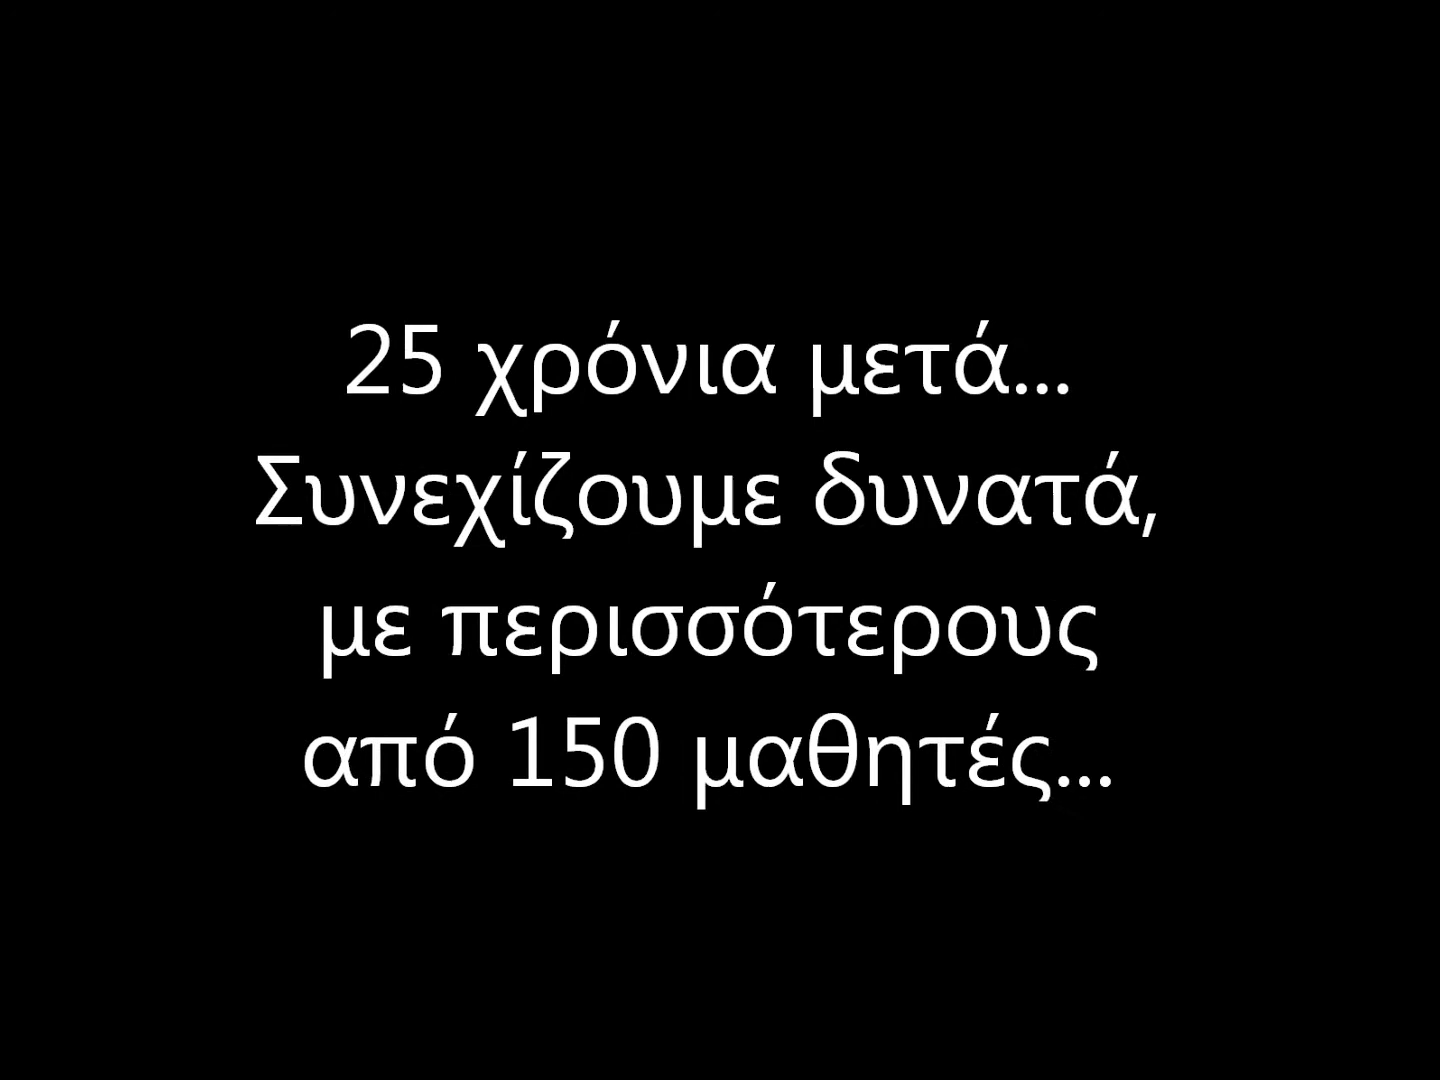 25 χρόνια μετά...
Συνεχίζουμε δυνατά,
με περισσότερους
από 150 μαθητές...